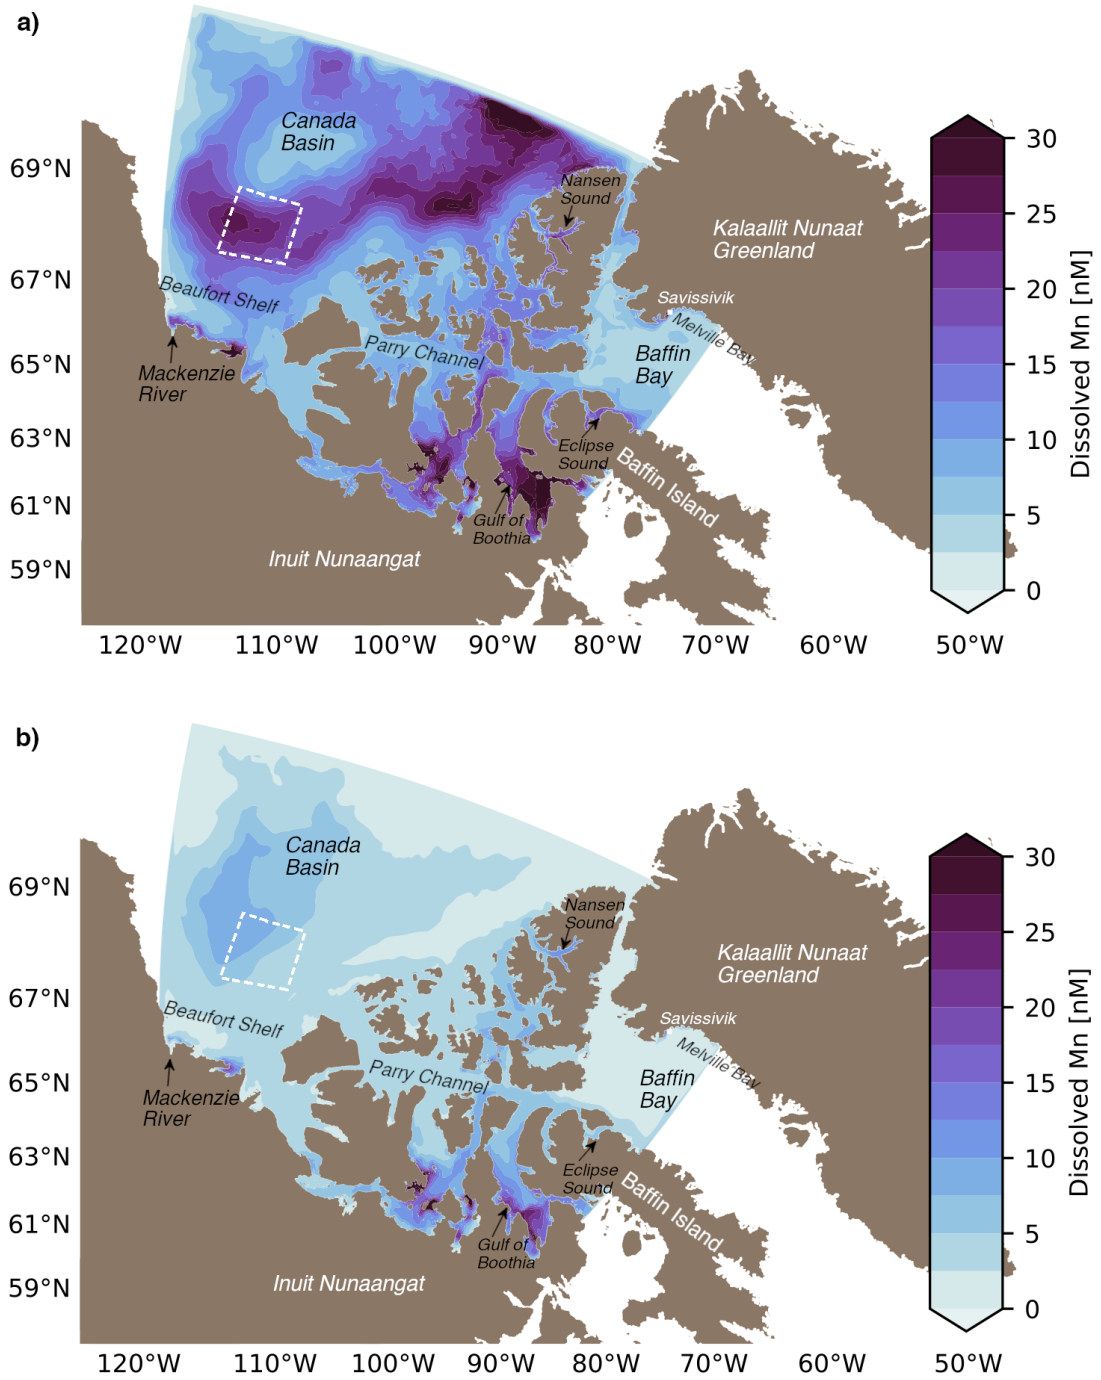 a)
Canada
Basin
69°N
Nansen
Sound
Kalaallit Nunaat
Greenland
67°N
Beaufort Shelf
Savissivik
Melville Bay
Parry Channel
Baffin
Bay
65°N
Mackenzie
River
63°N
Eclipse
Sound
Baffin Island
61°N
Gulf of
Boothia
Inuit Nunaangat
59°N
120°W 110°W 100°W 90°W 80°W 70°W 60°W 50°W
30
25
20
15
10
5
0
Dissolved Mn [nM]
b)
Canada
Basin
69°N
Nansen
Sound
Kalaallit Nunaat
Greenland
67°N
Beaufort Shelf
Savissivik
Melville Bay
Parry Channel
Baffin
Bay
65°N
Mackenzie
River
63°N
Eclipse
Sound
Baffin Island
61°N
Gulf of
Boothia
Inuit Nunaangat
59°N
120°W 110°W 100°W 90°W 80°W 70°W 60°W 50°W
30
25
20
15
10
5
0
Dissolved Mn [nM]